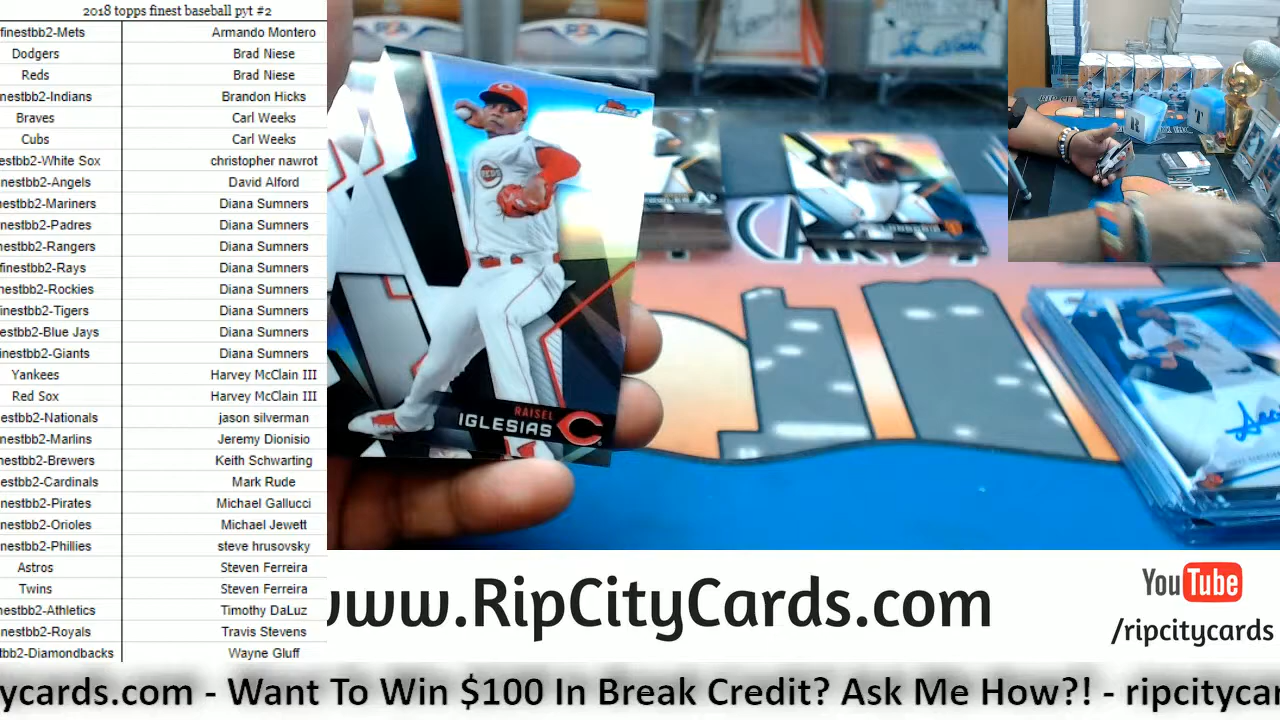 2018 topps finest baseball pyt #2
finestbb2-Mets Armando Montero
Dodgers Brad Niese
Reds Brad Niese
nestbb2-Indians Brandon Hicks
Braves Carl Weeks
Cubs Carl Weeks
estbb2-White Sox christopher nawrot
nestbb2-Angels David Alford
nestbb2-Mariners Diana Sumners
nestbb2-Padres Diana Sumners
nestbb2-Rangers Diana Sumners
finestbb2-Rays Diana Sumners
nestbb2-Rockies Diana Sumners
finestbb2-Tigers Diana Sumners
estbb2-Blue Jays Diana Sumners
inestbb2-Giants Diana Sumners
Yankees Harvey McClain III
Red Sox Harvey McClain III
estbb2-Nationals jason silverman
nestbb2-Marlins Jeremy Dionisio
nestbb2-Brewers Keith Schwarting
nestbb2-Cardinals Mark Rude
nestbb2-Pirates Michael Gallucci
nestbb2-Orioles Michael Jewett
nestbb2-Phillies steve hrusovsky
Astros Steven Ferreira
Twins Steven Ferreira
nestbb2-Athletics Timothy DaLuz
nestbb2-Royals Travis Stevens
tbb2-Diamondbacks Wayne Gluff
finest
REDS
RAISEL
IGLESIAS
PSA
www.RipCityCards.com
YouTube
/ripcitycards
ycards.com - Want To Win $100 In Break Credit? Ask Me How?! - ripcitycar